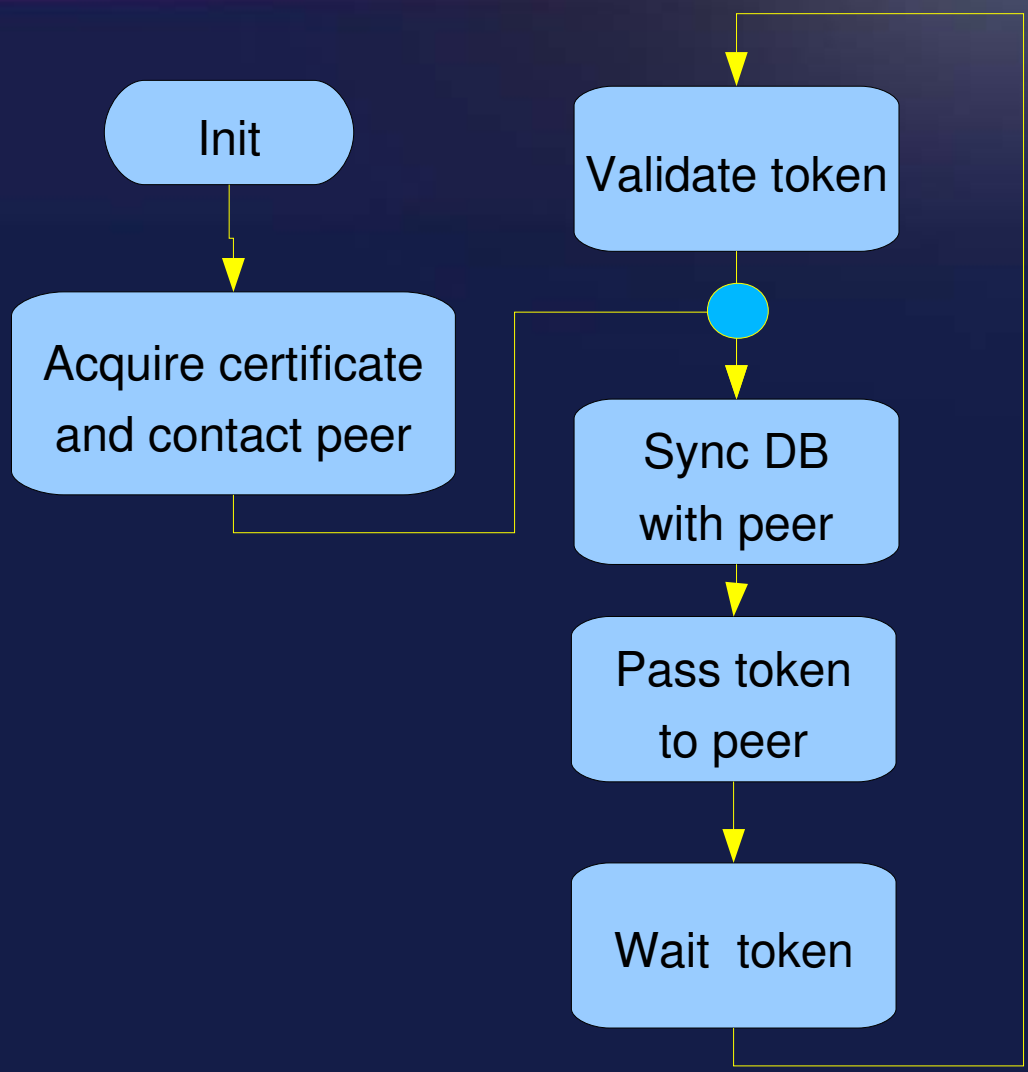 Init
Acquire certificate
and contact peer
Validate token
Sync DB
with peer
Pass token
to peer
Wait  token